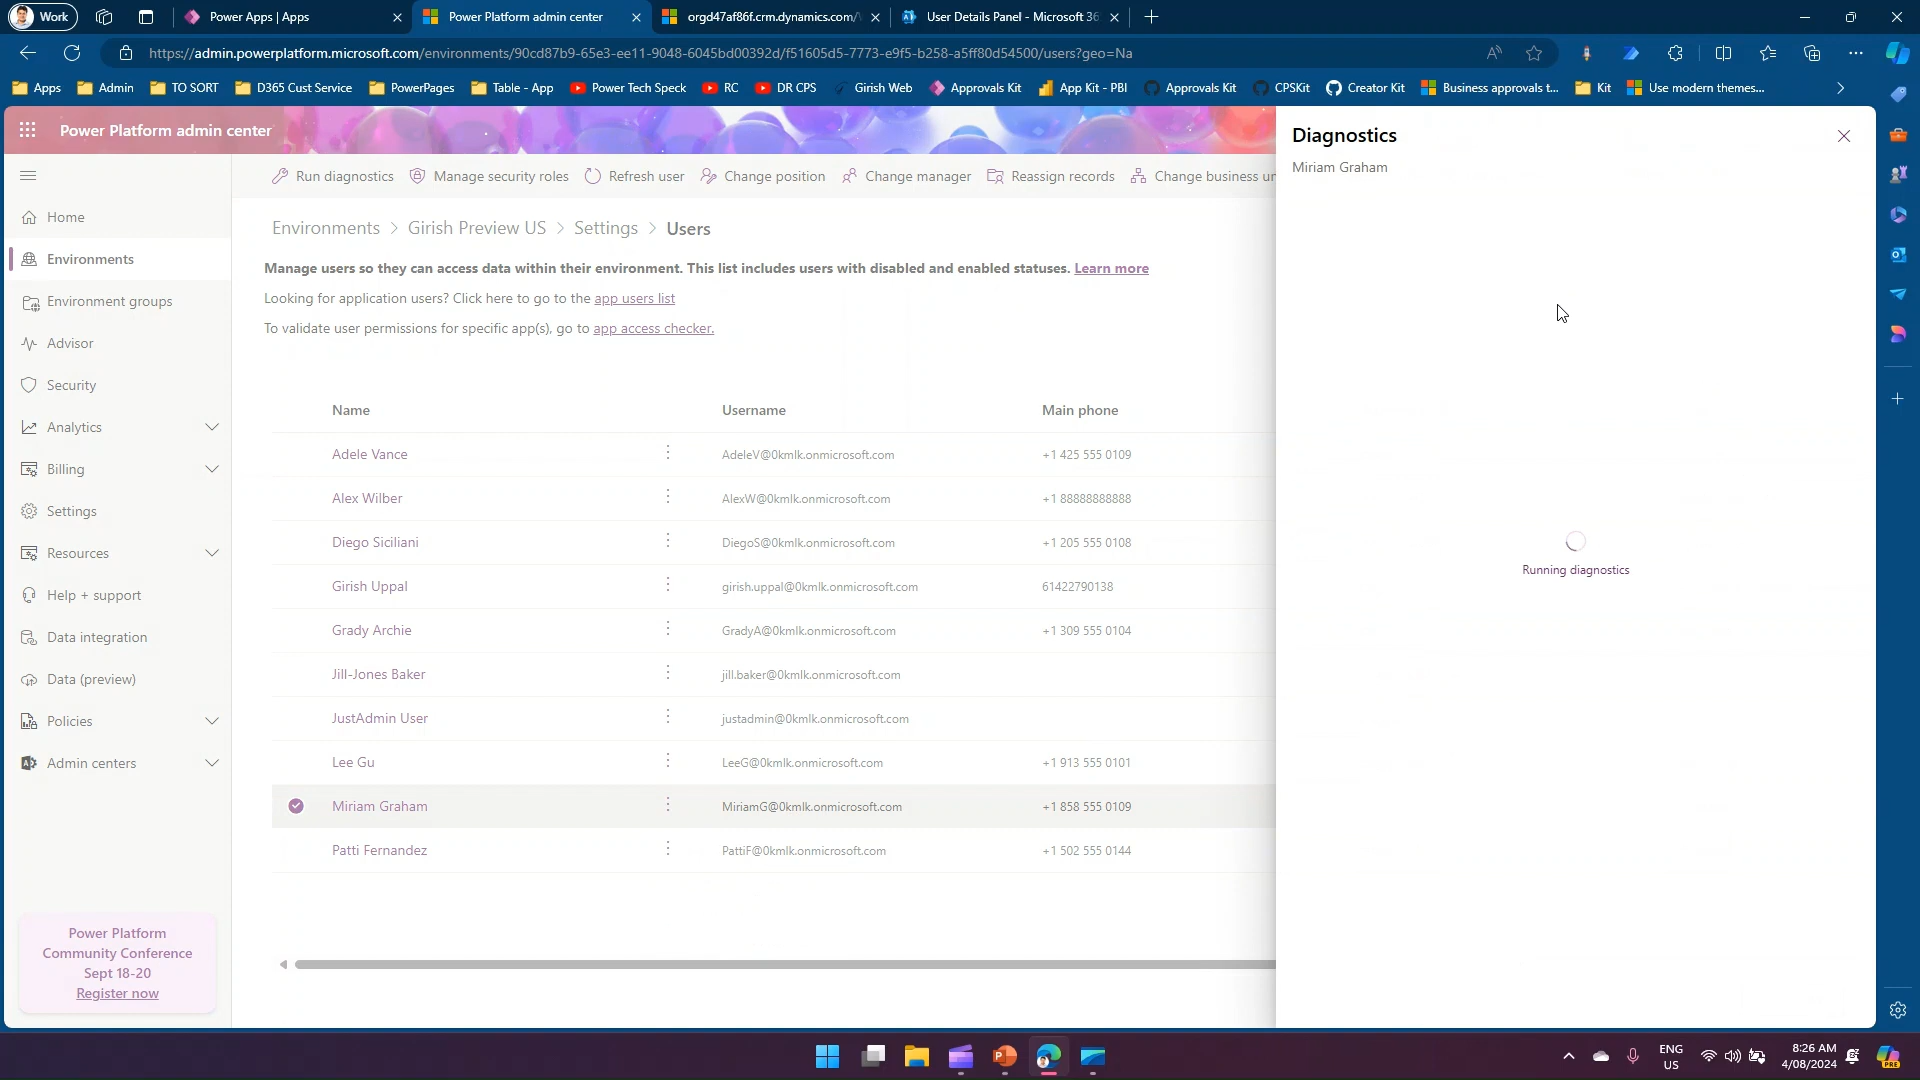 Work
Power Apps | Apps
Power Platform admin center
orgd47af86f.crm.dynamics.com/
User Details Panel - Microsoft 36
https://admin.powerplatform.microsoft.com/environments/90cd87b9-65e3-ee11-9048-6045bd00392d/f51605d5-7773-e9f5-b258-a5ff80d54500/users?geo=Na
Apps
Admin
TO SORT
D365 Cust Service
PowerPages
Table - App
Power Tech Speck
RC
DR CPS
Girish Web
Approvals Kit
App Kit - PBI
Approvals Kit
CPSKit
Creator Kit
Business approvals t...
Kit
Use modern themes...
Power Platform admin center
Home
Environments
Environment groups
Advisor
Security
Analytics
Billing
Settings
Resources
Help + support
Data integration
Data (preview)
Policies
Admin centers
Power Platform
Community Conference
Sept 18-20
Register now
Run diagnostics
Manage security roles
Refresh user
Change position
Change manager
Reassign records
Change business un
Environments > Girish Preview US > Settings > Users
Manage users so they can access data within their environment. This list includes users with disabled and enabled statuses. Learn more
Looking for application users? Click here to go to the app users list
To validate user permissions for specific app(s), go to app access checker.
Name Username Main phone
Adele Vance AdeleV@0kmlk.onmicrosoft.com +1 425 555 0109
Alex Wilber AlexW@0kmlk.onmicrosoft.com +1 88888888888
Diego Siciliani DiegoS@0kmlk.onmicrosoft.com +1 205 555 0108
Girish Uppal girish.uppal@0kmlk.onmicrosoft.com 61422790138
Grady Archie GradyA@0kmlk.onmicrosoft.com +1 309 555 0104
Jill-Jones Baker jill.baker@0kmlk.onmicrosoft.com
JustAdmin User justadmin@0kmlk.onmicrosoft.com
Lee Gu LeeG@0kmlk.onmicrosoft.com +1 913 555 0101
Miriam Graham MiriamG@0kmlk.onmicrosoft.com +1 858 555 0109
Patti Fernandez PattiF@0kmlk.onmicrosoft.com +1 502 555 0144
Diagnostics
Miriam Graham
Running diagnostics
ENG
US
8:26 AM
4/08/2024
PRE